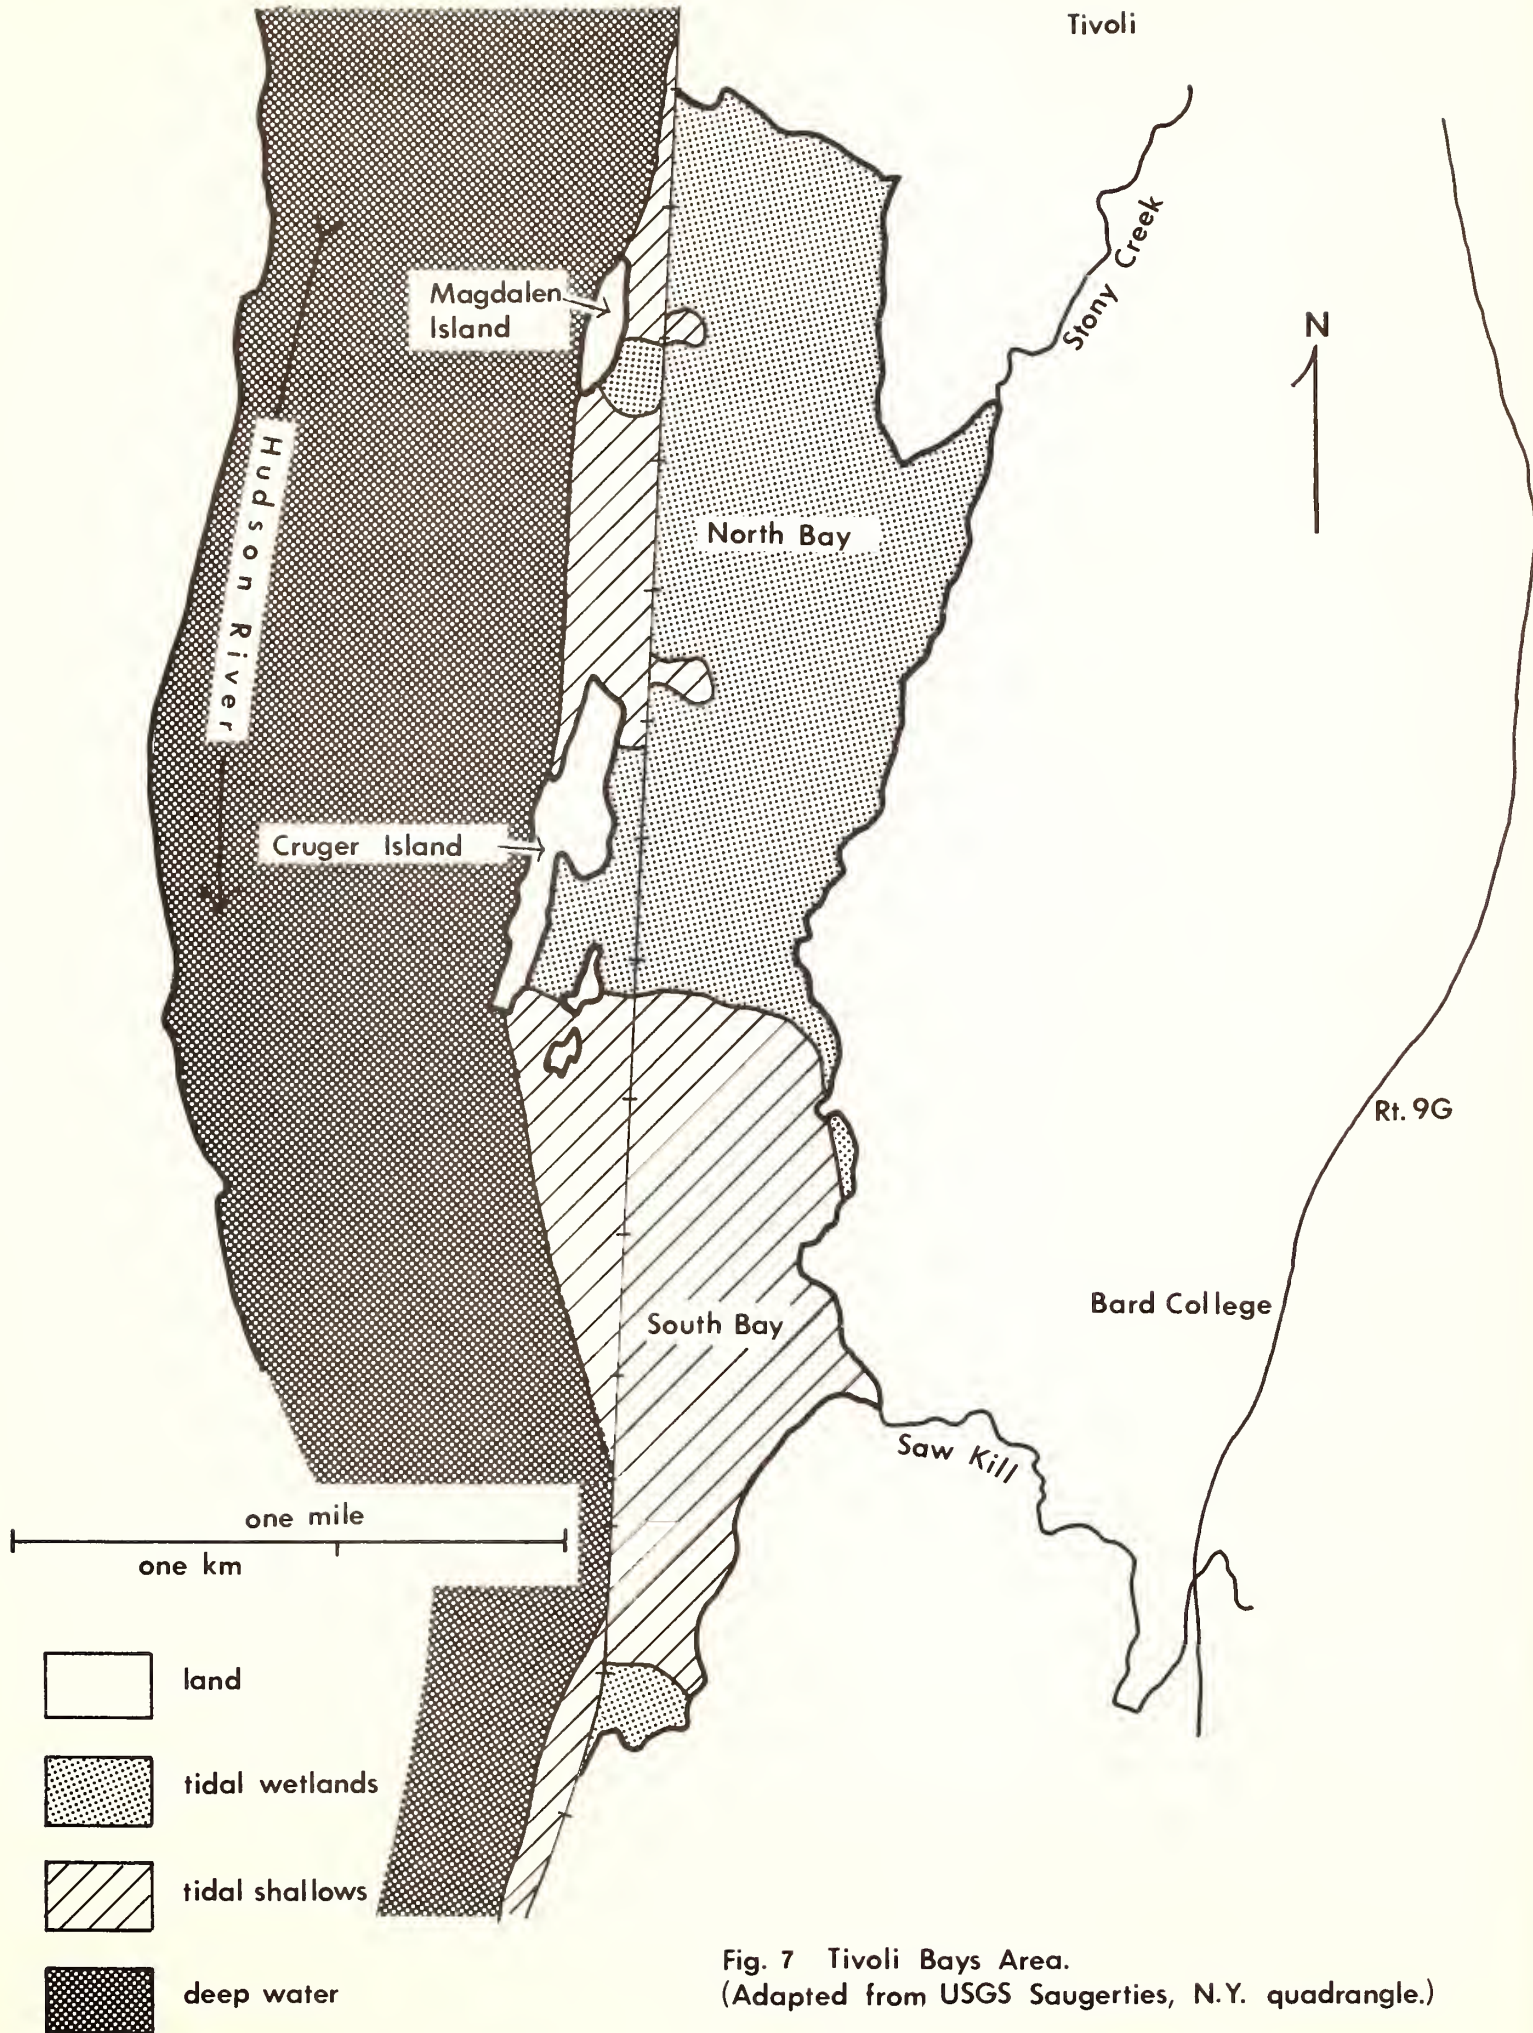 Tivoli
Stony Creek
Magdalen
Island
N
Hudson River
North Bay
Cruger Island
Rt. 9G
Bard College
South Bay
Saw Kill
one mile
one km
land
tidal wetlands
tidal shallows
deep water
Fig. 7 Tivoli Bays Area.
(Adapted from USGS Saugerties, N.Y. quadrangle.)